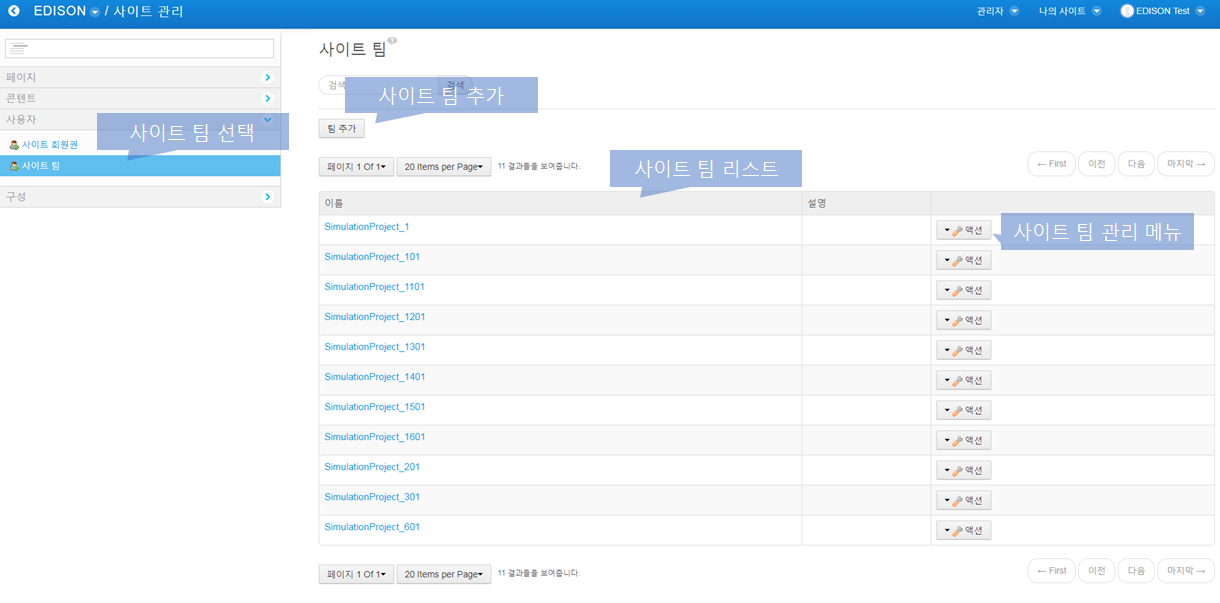 EDISON / 사이트 관리
관리자 나의 사이트 EDISON Test
페이지
콘텐트
사용자
사이트 팀 선택
사이트 회원권
사이트 팀
구성
사이트 팀
검색 검색
사이트 팀 추가
팀 추가
페이지 1 Of 1 20 Items per Page 11 결과들을 보여줍니다.
사이트 팀 리스트
← First 이전 다음 마지막 →
이름 설명
SimulationProject_1 액션
사이트 팀 관리 메뉴
SimulationProject_101 액션
SimulationProject_1101 액션
SimulationProject_1201 액션
SimulationProject_1301 액션
SimulationProject_1401 액션
SimulationProject_1501 액션
SimulationProject_1601 액션
SimulationProject_201 액션
SimulationProject_301 액션
SimulationProject_601 액션
페이지 1 Of 1 20 Items per Page 11 결과들을 보여줍니다.
← First 이전 다음 마지막 →